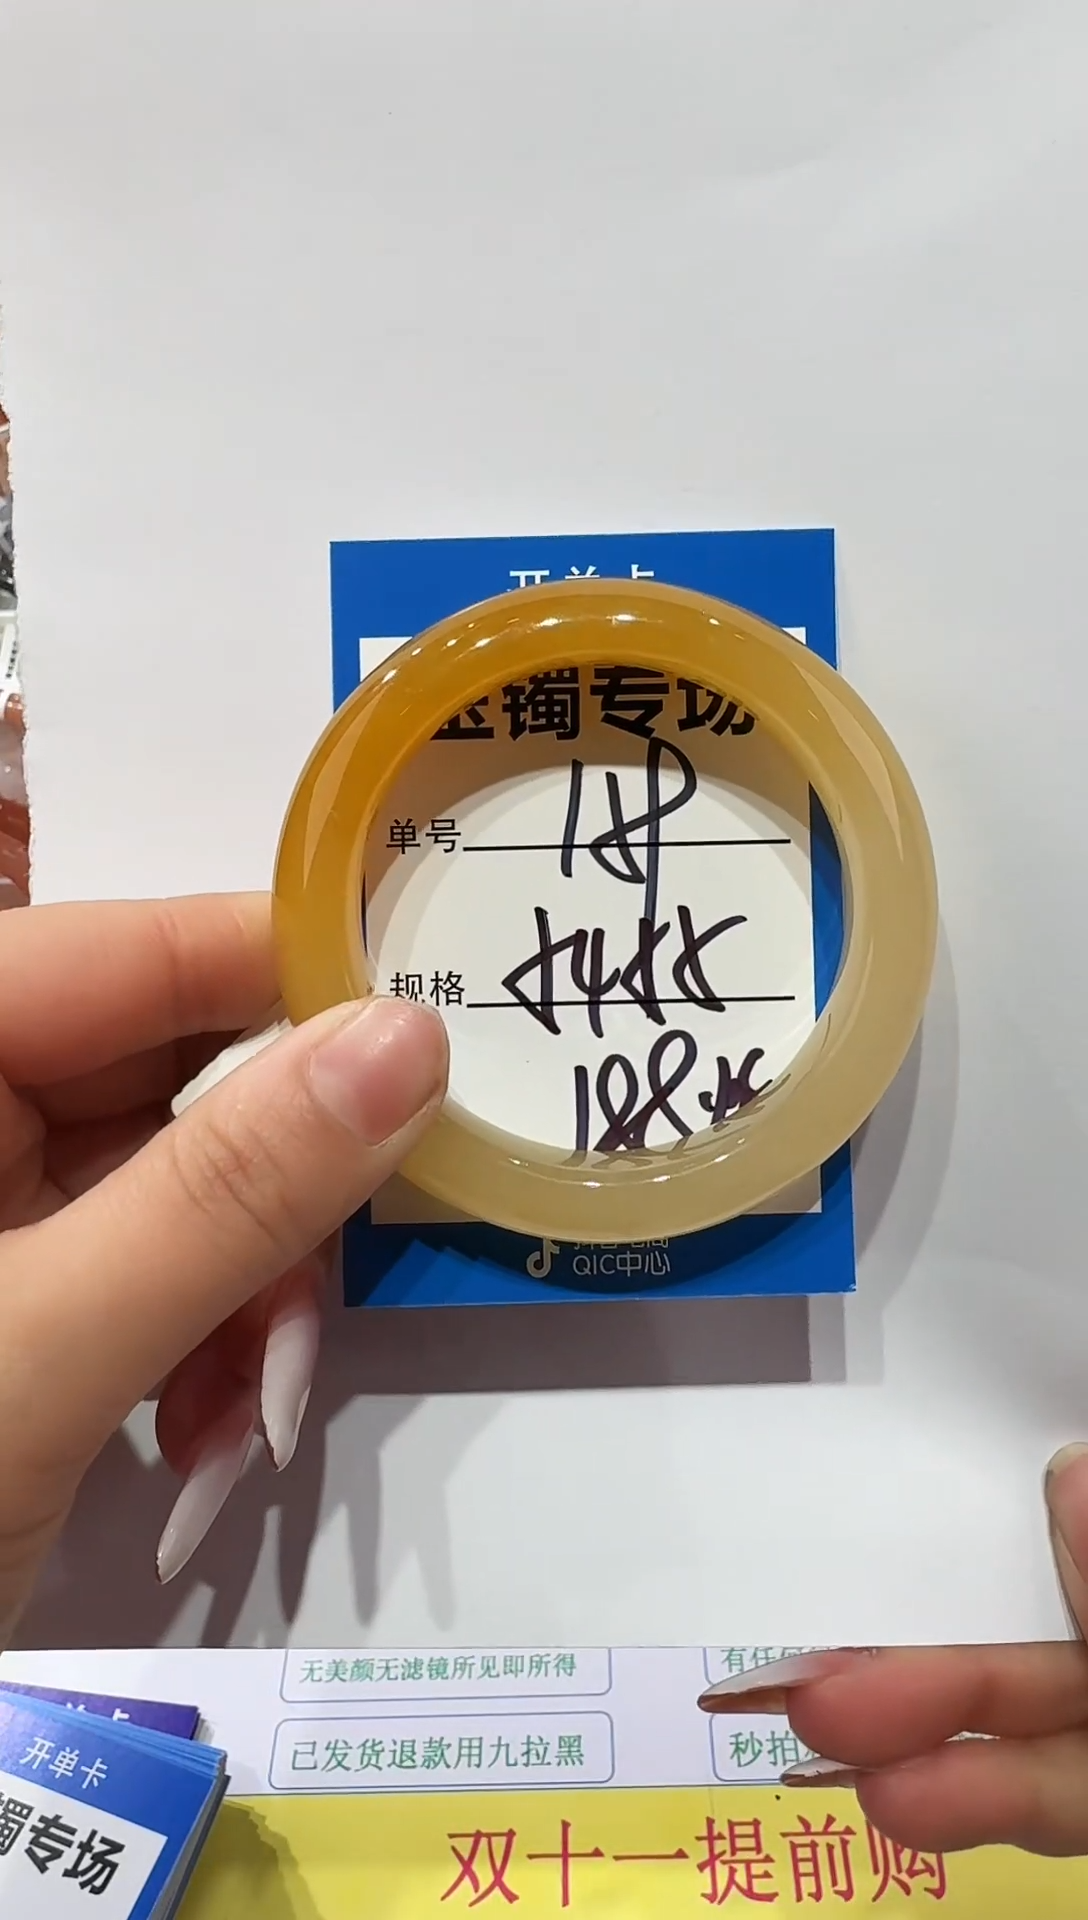 开单卡
玉镯专场
单号 18
规格
188
QIC中心
无美颜无滤镜所见即所得
已发货退款用九拉黑
秒拍
开单卡
镯专场
双十一提前购